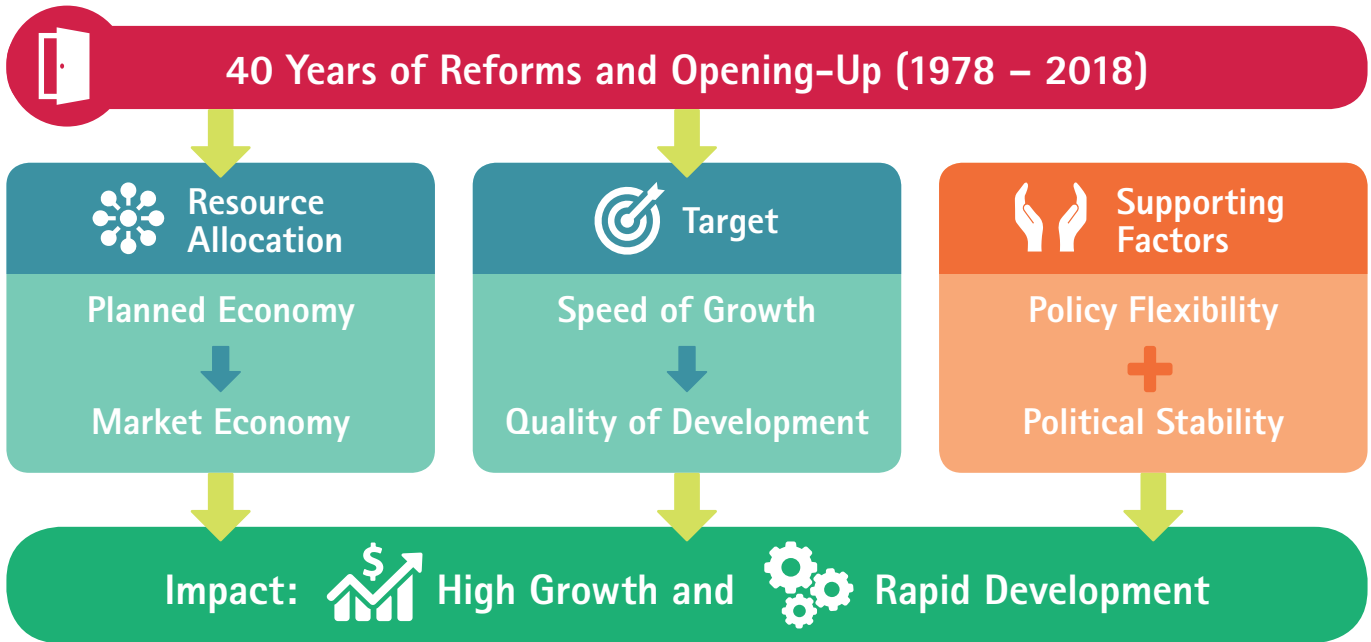 40 Years of Reforms and Opening-Up (1978 – 2018)
Resource
Allocation
Planned Economy
Market Economy
Target
Speed of Growth
Quality of Development
Supporting
Factors
Policy Flexibility
Political Stability
Impact: $ High Growth and Rapid Development